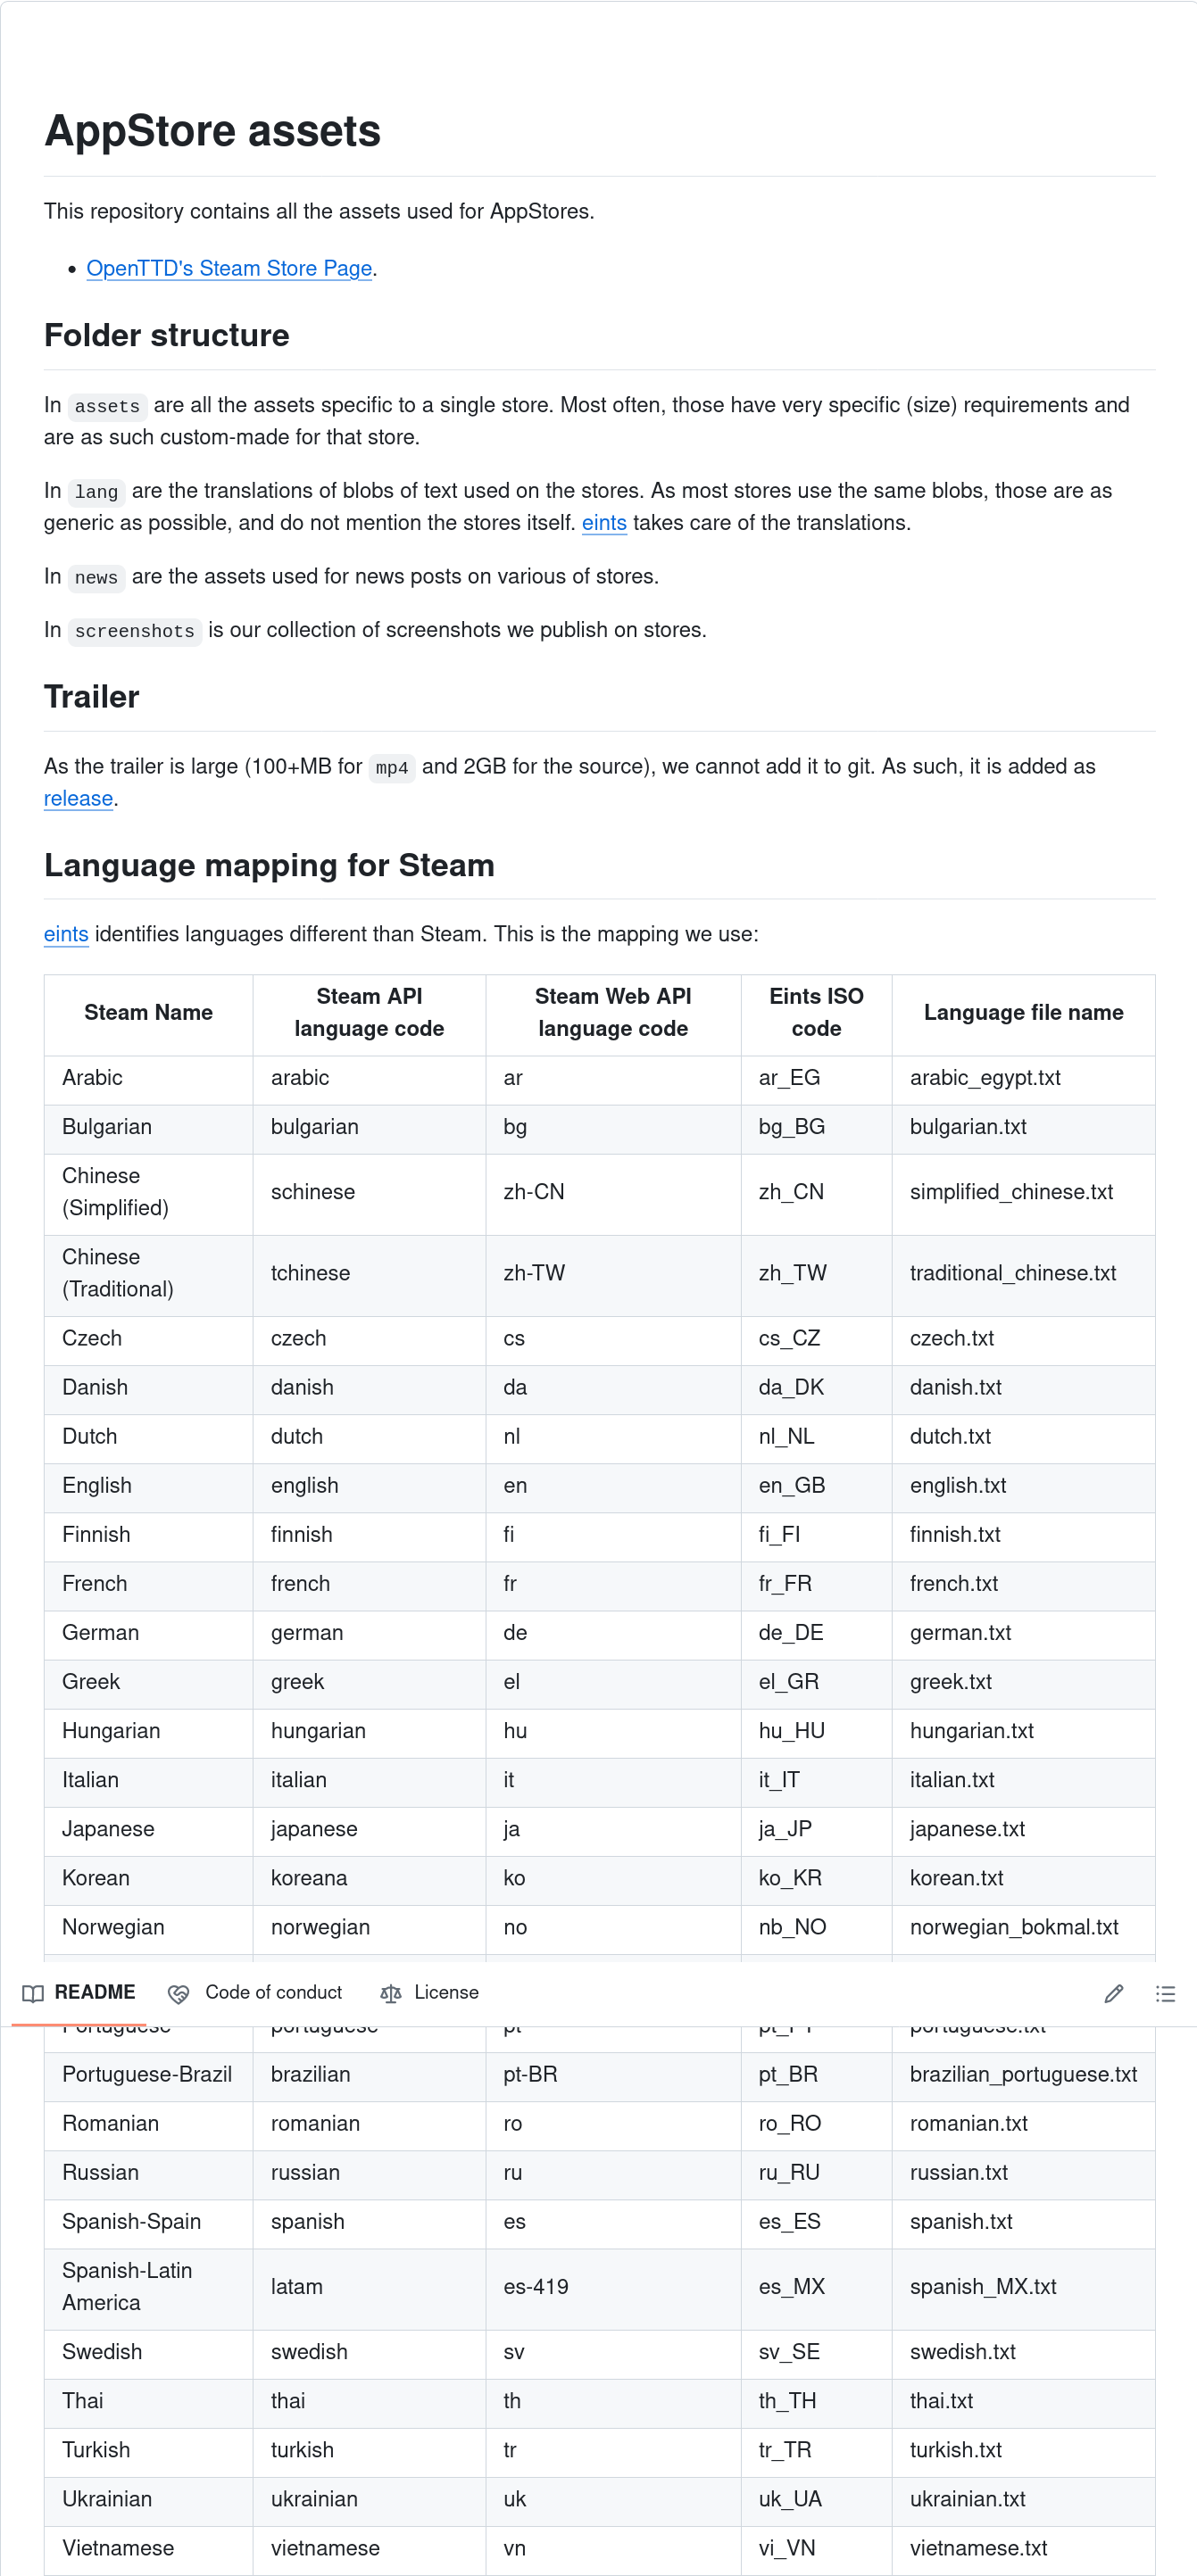 AppStore assets
This repository contains all the assets used for AppStores.
• OpenTTD's Steam Store Page.
Folder structure
In assets are all the assets specific to a single store. Most often, those have very specific (size) requirements and
are as such custom-made for that store.
In lang are the translations of blobs of text used on the stores. As most stores use the same blobs, those are as
generic as possible, and do not mention the stores itself. eints takes care of the translations.
In news are the assets used for news posts on various of stores.
In screenshots is our collection of screenshots we publish on stores.
Trailer
As the trailer is large (100+MB for mp4 and 2GB for the source), we cannot add it to git. As such, it is added as
release.
Language mapping for Steam
eints identifies languages different than Steam. This is the mapping we use:
Steam Name Steam API language code Steam Web API language code Eints ISO code Language file name
Arabic arabic ar ar_EG arabic_egypt.txt
Bulgarian bulgarian bg bg_BG bulgarian.txt
Chinese (Simplified) schinese zh-CN zh_CN simplified_chinese.txt
Chinese (Traditional) tchinese zh-TW zh_TW traditional_chinese.txt
Czech czech cs cs_CZ czech.txt
Danish danish da da_DK danish.txt
Dutch dutch nl nl_NL dutch.txt
English english en en_GB english.txt
Finnish finnish fi fi_FI finnish.txt
French french fr fr_FR french.txt
German german de de_DE german.txt
Greek greek el el_GR greek.txt
Hungarian hungarian hu hu_HU hungarian.txt
Italian italian it it_IT italian.txt
Japanese japanese ja ja_JP japanese.txt
Korean koreana ko ko_KR korean.txt
Norwegian norwegian no nb_NO norwegian_bokmal.txt
README Code of conduct License
Portuguese portuguese pt pt_PT portuguese.txt
Portuguese-Brazil brazilian pt-BR pt_BR brazilian_portuguese.txt
Romanian romanian ro ro_RO romanian.txt
Russian russian ru ru_RU russian.txt
Spanish-Spain spanish es es_ES spanish.txt
Spanish-Latin America latam es-419 es_MX spanish_MX.txt
Swedish swedish sv sv_SE swedish.txt
Thai thai th th_TH thai.txt
Turkish turkish tr tr_TR turkish.txt
Ukrainian ukrainian uk uk_UA ukrainian.txt
Vietnamese vietnamese vn vi_VN vietnamese.txt